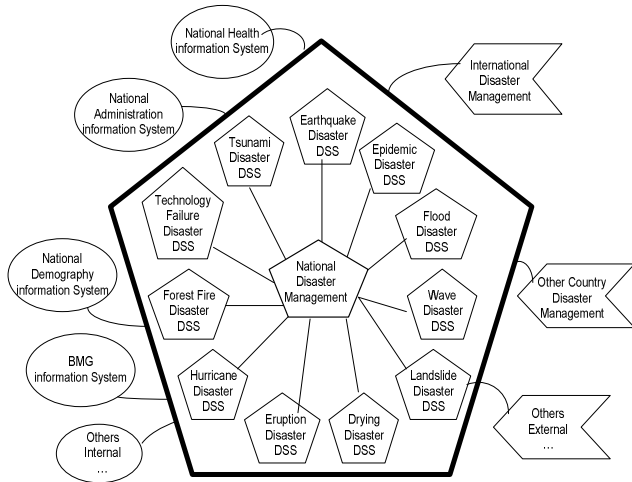 National Health
information System
National
Administration
information System
International
Disaster
Management
Earthquake
Disaster
DSS
Tsunami
Disaster
DSS
Epidemic
Disaster
DSS
Technology
Failure
Disaster
DSS
Flood
Disaster
DSS
National
Disaster
Management
National
Demography
information System
Forest Fire
Disaster
DSS
Wave
Disaster
DSS
Other Country
Disaster
Management
BMG
information System
Hurricane
Disaster
DSS
Landslide
Disaster
DSS
Eruption
Disaster
DSS
Drying
Disaster
DSS
Others
Internal
...
Others
External
...